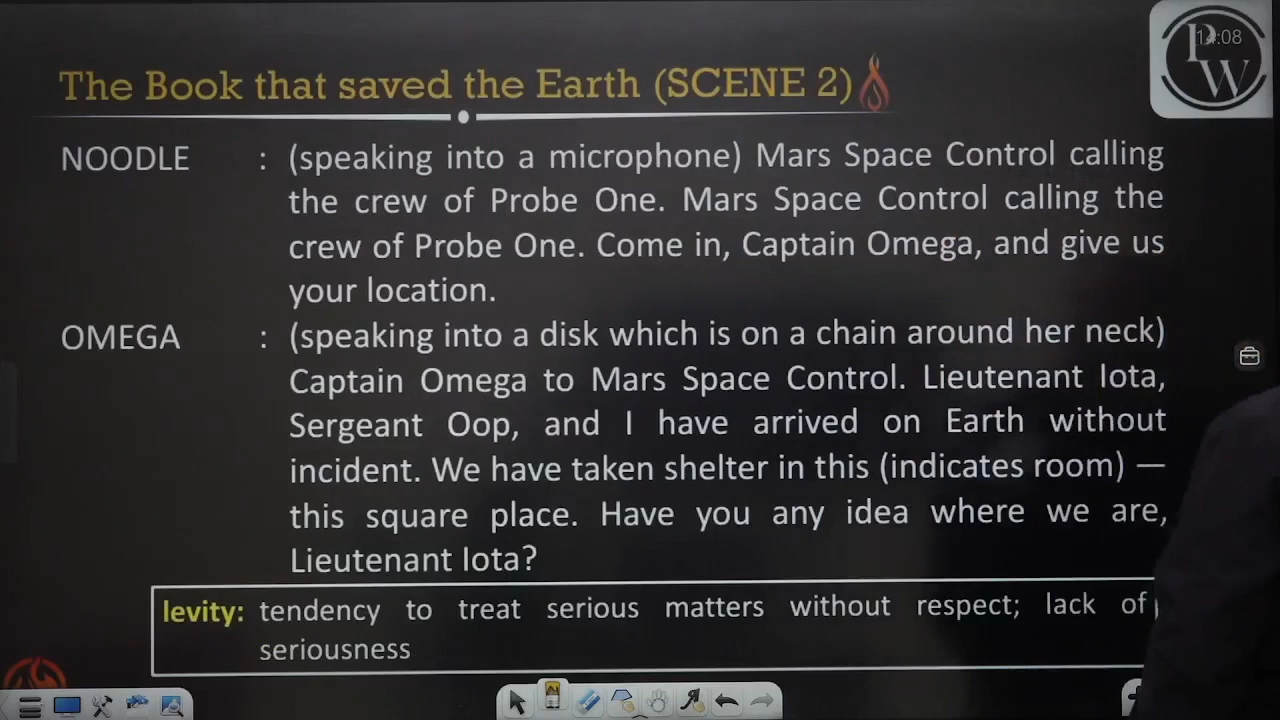 14:08
PW
The Book that saved the Earth (SCENE 2)
NOODLE : (speaking into a microphone) Mars Space Control calling
the crew of Probe One. Mars Space Control calling the
crew of Probe One. Come in, Captain Omega, and give us
your location.
OMEGA : (speaking into a disk which is on a chain around her neck)
Captain Omega to Mars Space Control. Lieutenant Iota,
Sergeant Oop, and I have arrived on Earth without
incident. We have taken shelter in this (indicates room) —
this square place. Have you any idea where we are,
Lieutenant Iota?
levity: tendency to treat serious matters without respect; lack of
seriousness